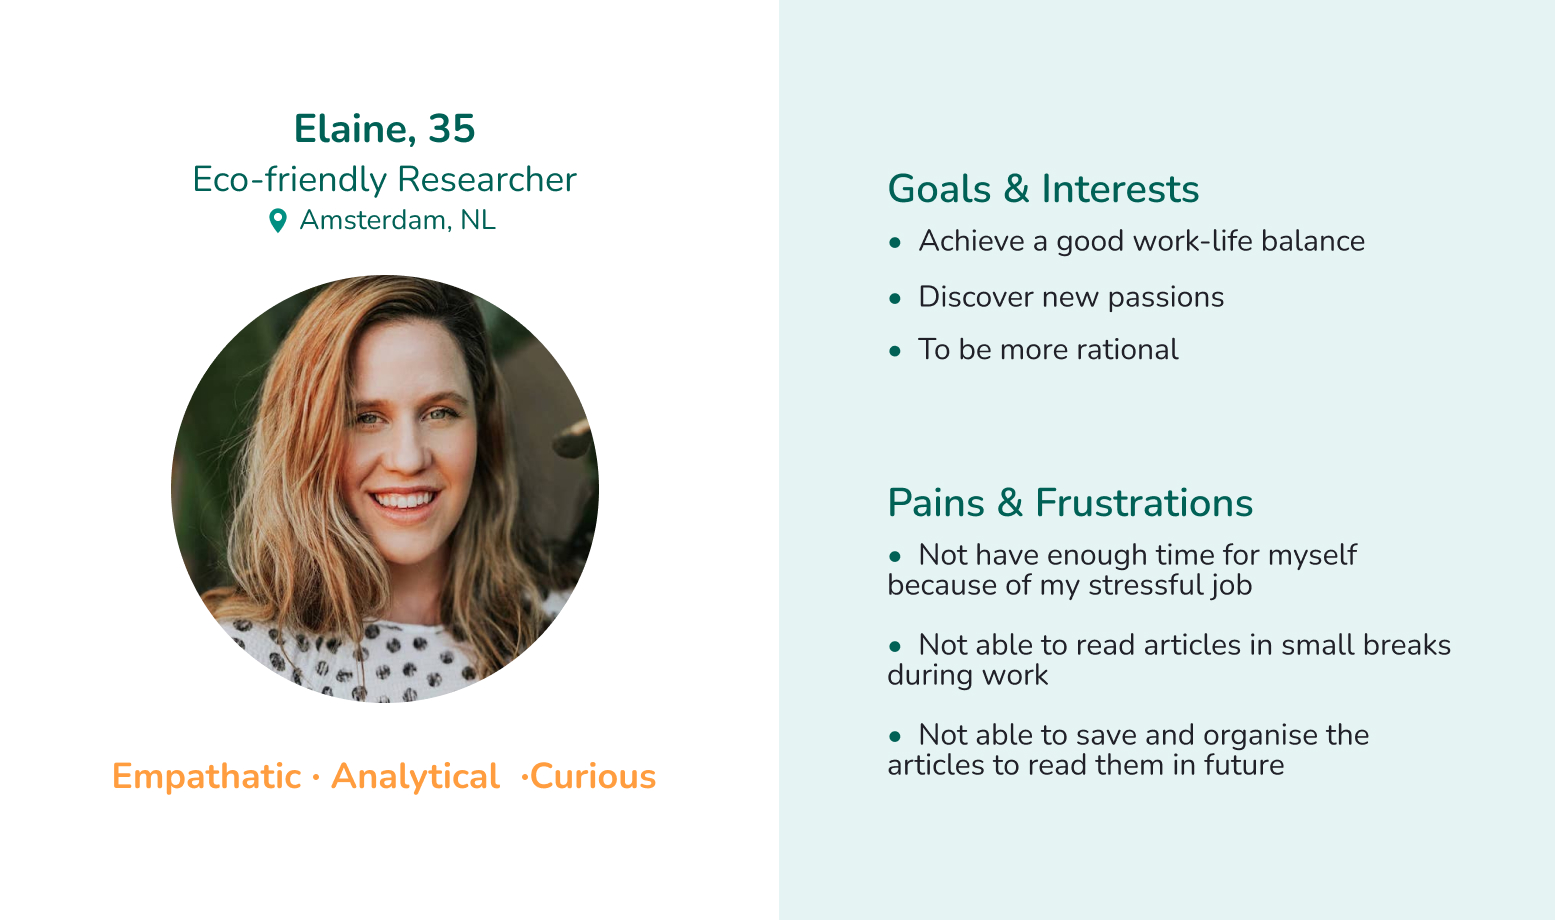 Elaine, 35
Eco-friendly Researcher
Amsterdam, NL
Empathatic · Analytical ·Curious
Goals & Interests
• Achieve a good work-life balance
• Discover new passions
• To be more rational
Pains & Frustrations
• Not have enough time for myself
because of my stressful job
• Not able to read articles in small breaks
during work
• Not able to save and organise the
articles to read them in future